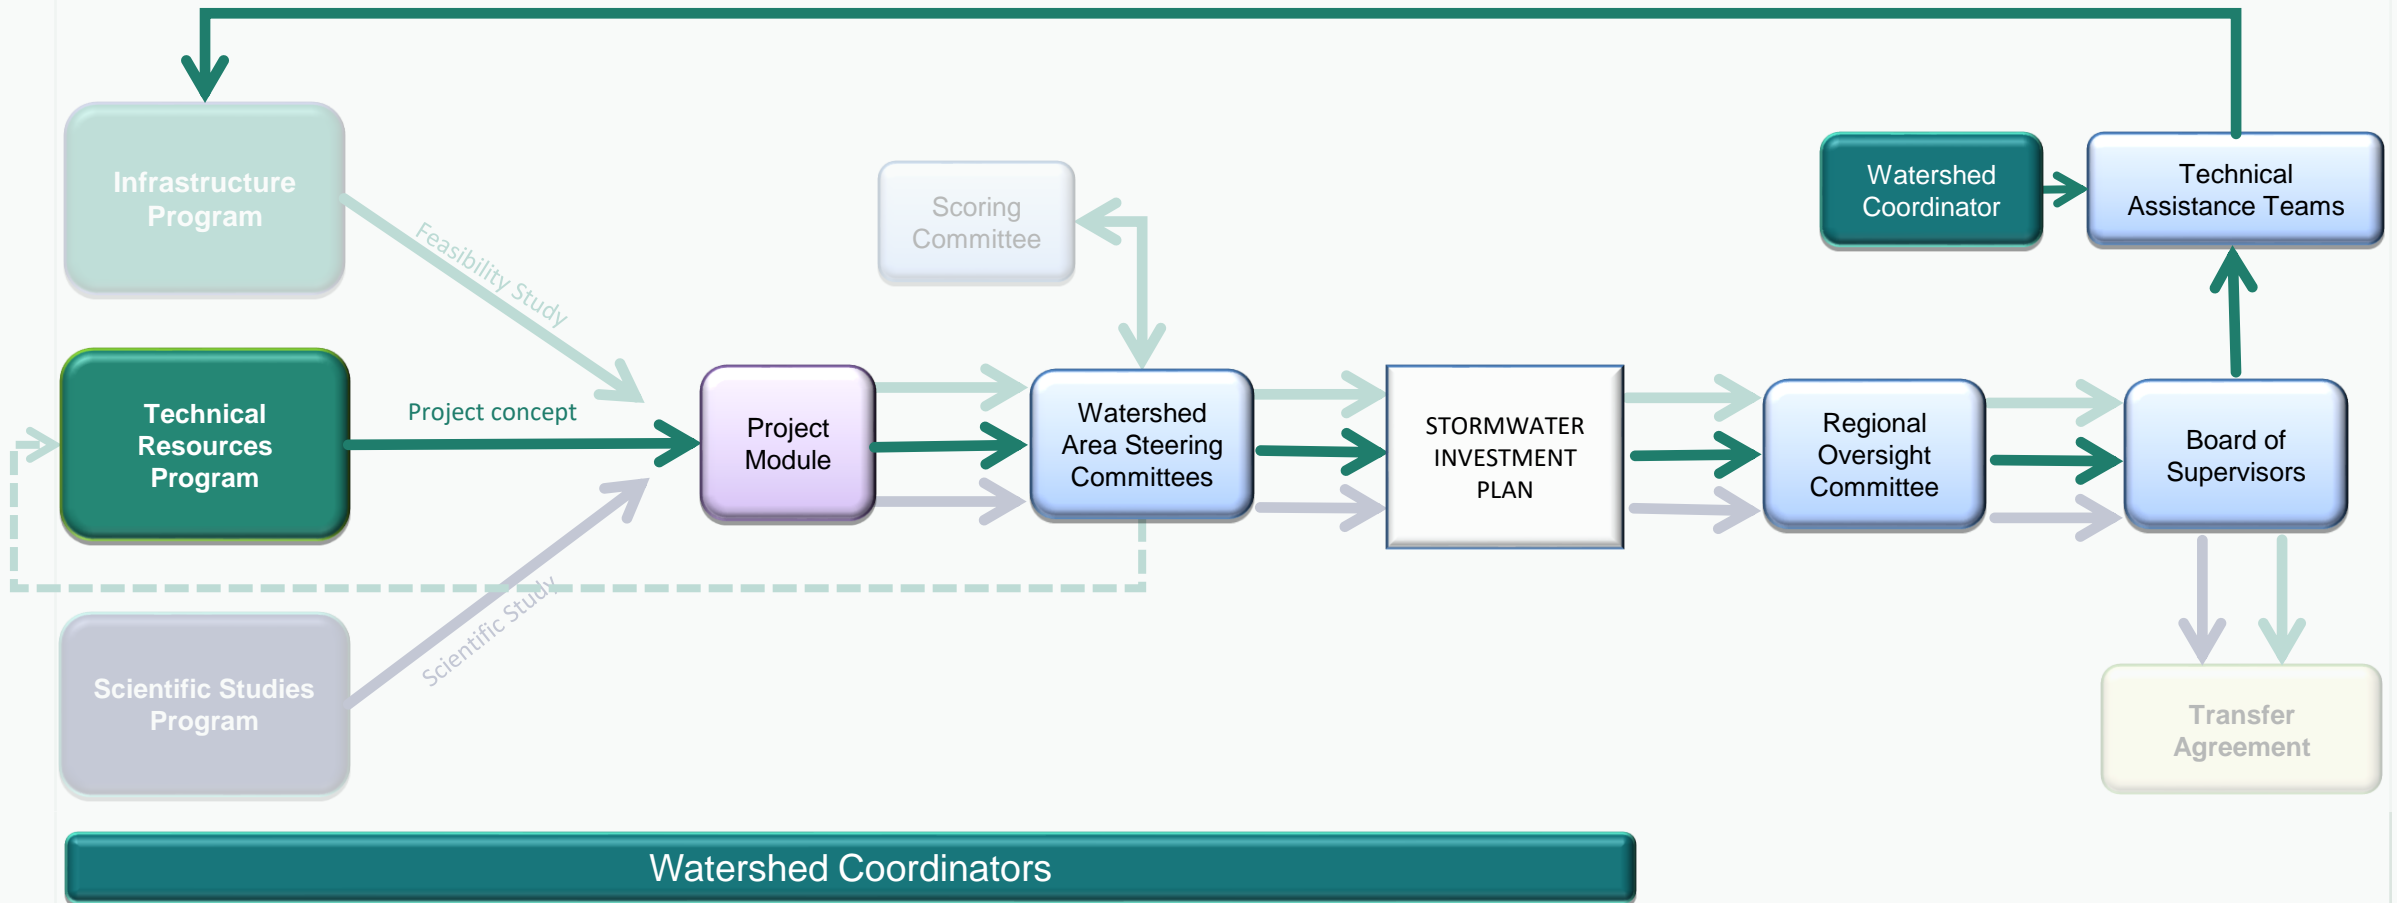 Infrastructure
Program
Feasibility Study
Scoring
Committee
Watershed
Coordinator
Technical
Assistance Teams
Technical
Resources
Program
Project concept
Project
Module
Watershed
Area Steering
Committees
STORMWATER
INVESTMENT
PLAN
Regional
Oversight
Committee
Board of
Supervisors
Scientific Study
Scientific Studies
Program
Transfer
Agreement
Watershed Coordinators